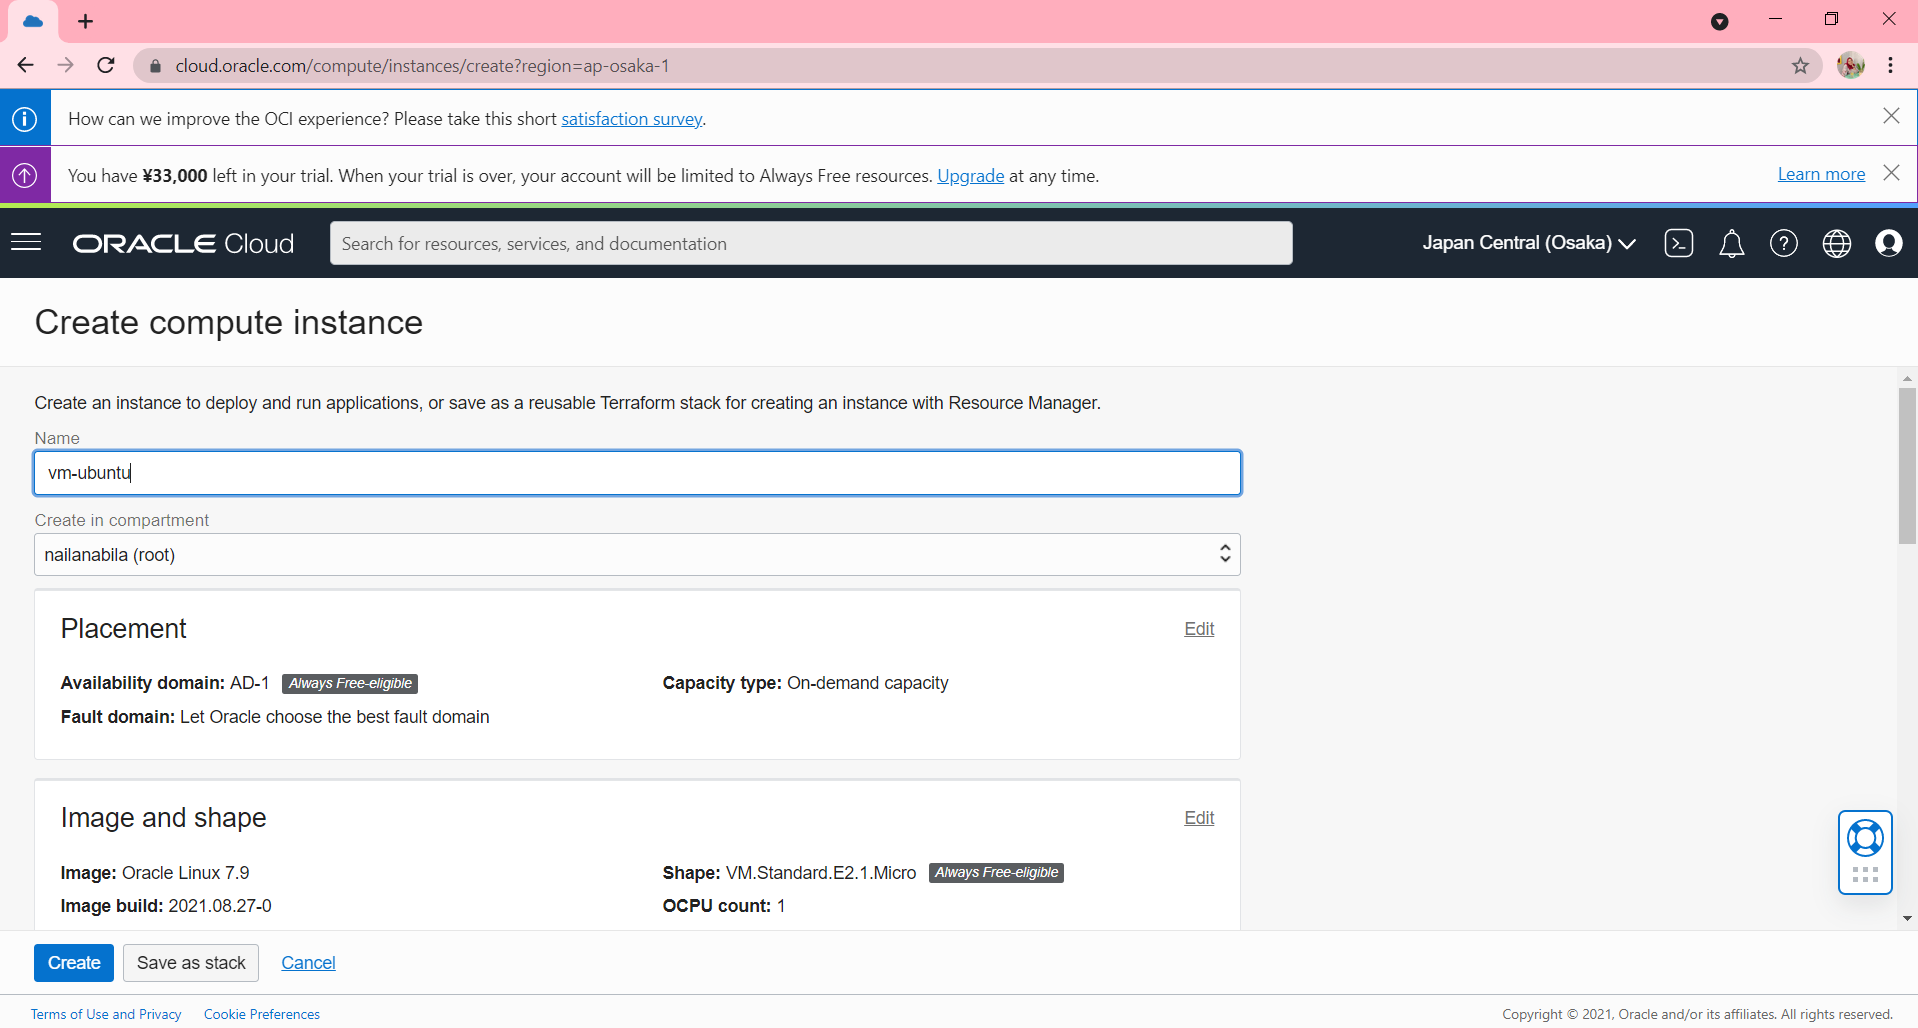 cloud.oracle.com/compute/instances/create?region=ap-osaka-1
How can we improve the OCI experience? Please take this short satisfaction survey.
You have ¥33,000 left in your trial. When your trial is over, your account will be limited to Always Free resources. Upgrade at any time.
Learn more
ORACLE Cloud
Search for resources, services, and documentation
Japan Central (Osaka)
Create compute instance
Create an instance to deploy and run applications, or save as a reusable Terraform stack for creating an instance with Resource Manager.
Name
vm-ubuntu
Create in compartment
nailanabila (root)
Placement
Edit
Availability domain: AD-1 Always Free-eligible
Capacity type: On-demand capacity
Fault domain: Let Oracle choose the best fault domain
Image and shape
Edit
Image: Oracle Linux 7.9
Shape: VM.Standard.E2.1.Micro Always Free-eligible
Image build: 2021.08.27-0
OCPU count: 1
Create
Save as stack
Cancel
Terms of Use and Privacy
Cookie Preferences
Copyright © 2021, Oracle and/or its affiliates. All rights reserved.